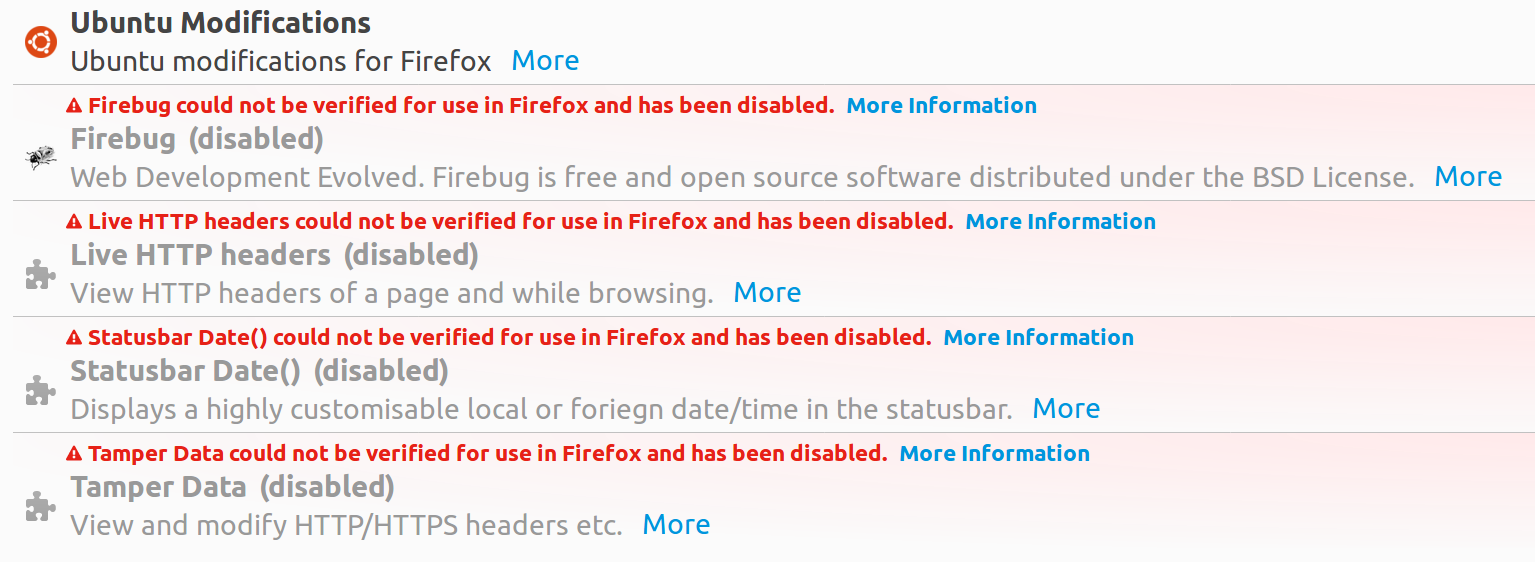 Ubuntu Modifications
Ubuntu modifications for Firefox More
Firebug could not be verified for use in Firefox and has been disabled. More Information
Firebug (disabled)
Web Development Evolved. Firebug is free and open source software distributed under the BSD License. More
Live HTTP headers could not be verified for use in Firefox and has been disabled. More Information
Live HTTP headers (disabled)
View HTTP headers of a page and while browsing. More
Statusbar Date() could not be verified for use in Firefox and has been disabled. More Information
Statusbar Date() (disabled)
Displays a highly customisable local or foriegn date/time in the statusbar. More
Tamper Data could not be verified for use in Firefox and has been disabled. More Information
Tamper Data (disabled)
View and modify HTTP/HTTPS headers etc. More